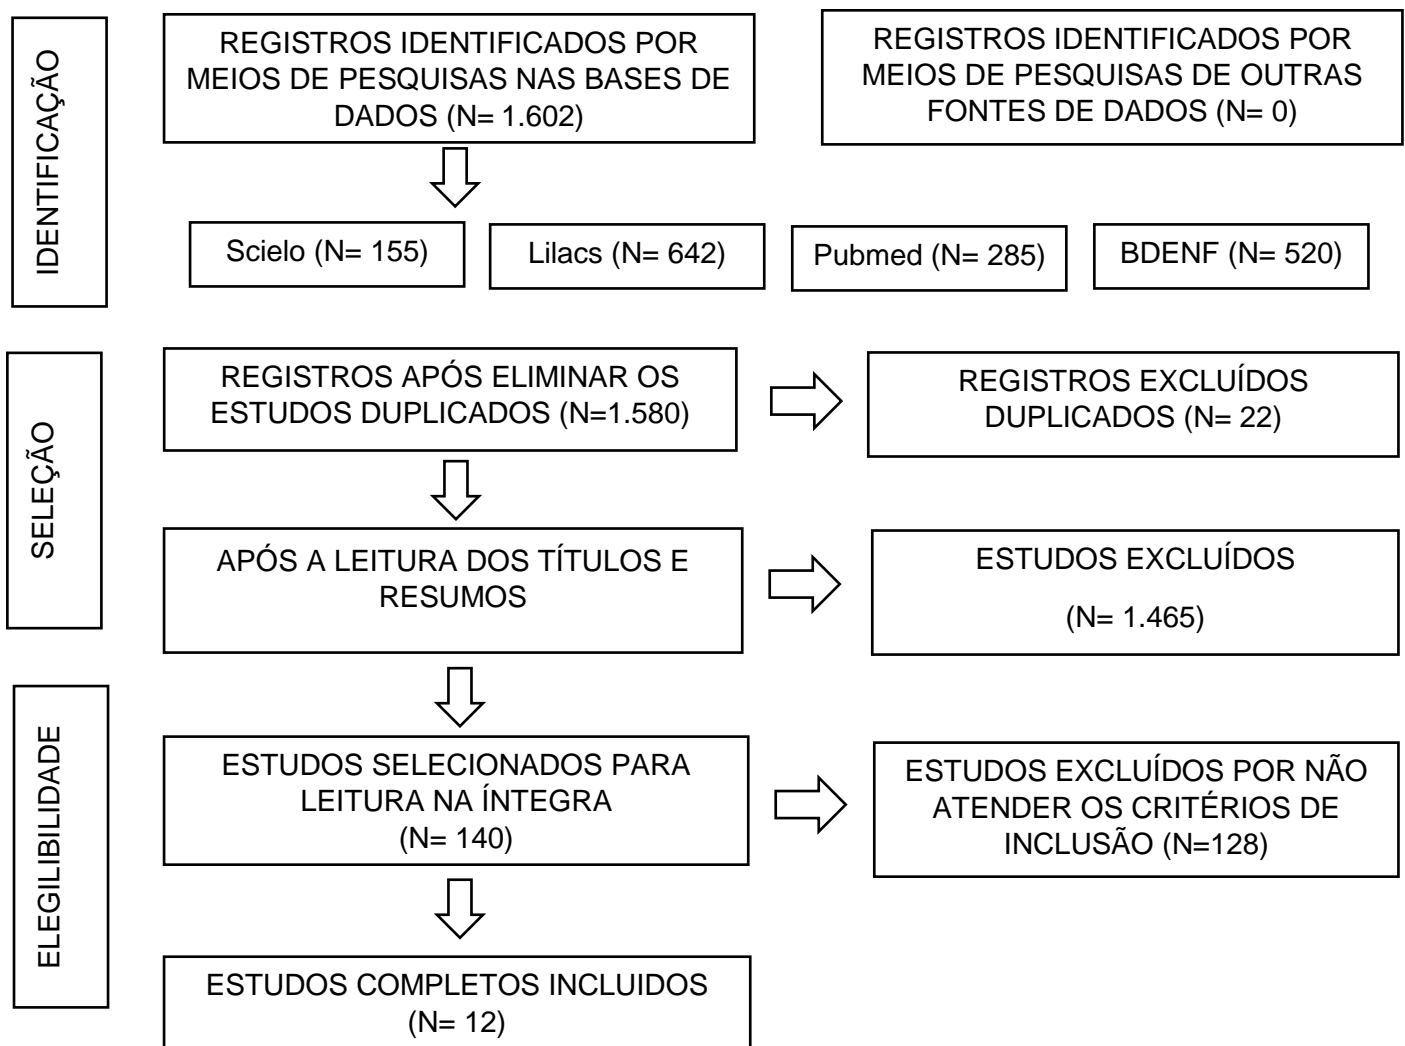 IDENTIFICAÇÃO
REGISTROS IDENTIFICADOS POR
MEIOS DE PESQUISAS NAS BASES DE
DADOS (N= 1.602)
REGISTROS IDENTIFICADOS POR
MEIOS DE PESQUISAS DE OUTRAS
FONTES DE DADOS (N= 0)
Scielo (N= 155)
Lilacs (N= 642)
Pubmed (N= 285)
BDENF (N= 520)
SELEÇÃO
REGISTROS APÓS ELIMINAR OS
ESTUDOS DUPLICADOS (N=1.580)
REGISTROS EXCLUÍDOS
DUPLICADOS (N= 22)
APÓS A LEITURA DOS TÍTULOS E
RESUMOS
ESTUDOS EXCLUÍDOS
(N= 1.465)
ELEGILIBILIDADE
ESTUDOS SELECIONADOS PARA
LEITURA NA ÍNTEGRA
(N= 140)
ESTUDOS EXCLUÍDOS POR NÃO
ATENDER OS CRITÉRIOS DE
INCLUSÃO (N=128)
ESTUDOS COMPLETOS INCLUIDOS
(N= 12)